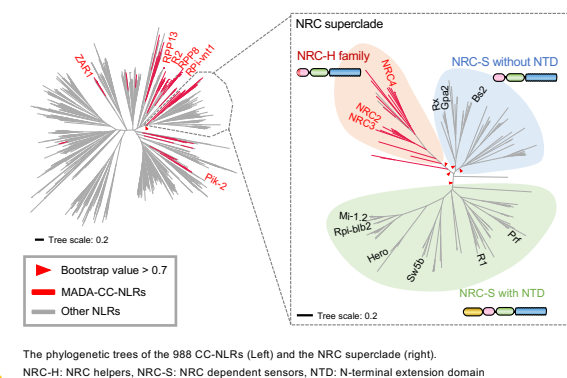 NRC superclade
ZAR1
RPP13
R2
RPP8
RPi-vnt1
Pik-2
Tree scale: 0.2
Bootstrap value > 0.7
MADA-CC-NLRs
Other NLRs
NRC-H family
NRC4
NRC2
NRC3
NRC-S without NTD
Rx
Gpa2
Bs2
Mi-1.2
Rpi-blb2
Hero
Sw5b
R1
Prf
NRC-S with NTD
Tree scale: 0.2
The phylogenetic trees of the 988 CC-NLRs (Left) and the NRC superclade (right).
NRC-H: NRC helpers, NRC-S: NRC dependent sensors, NTD: N-terminal extension domain